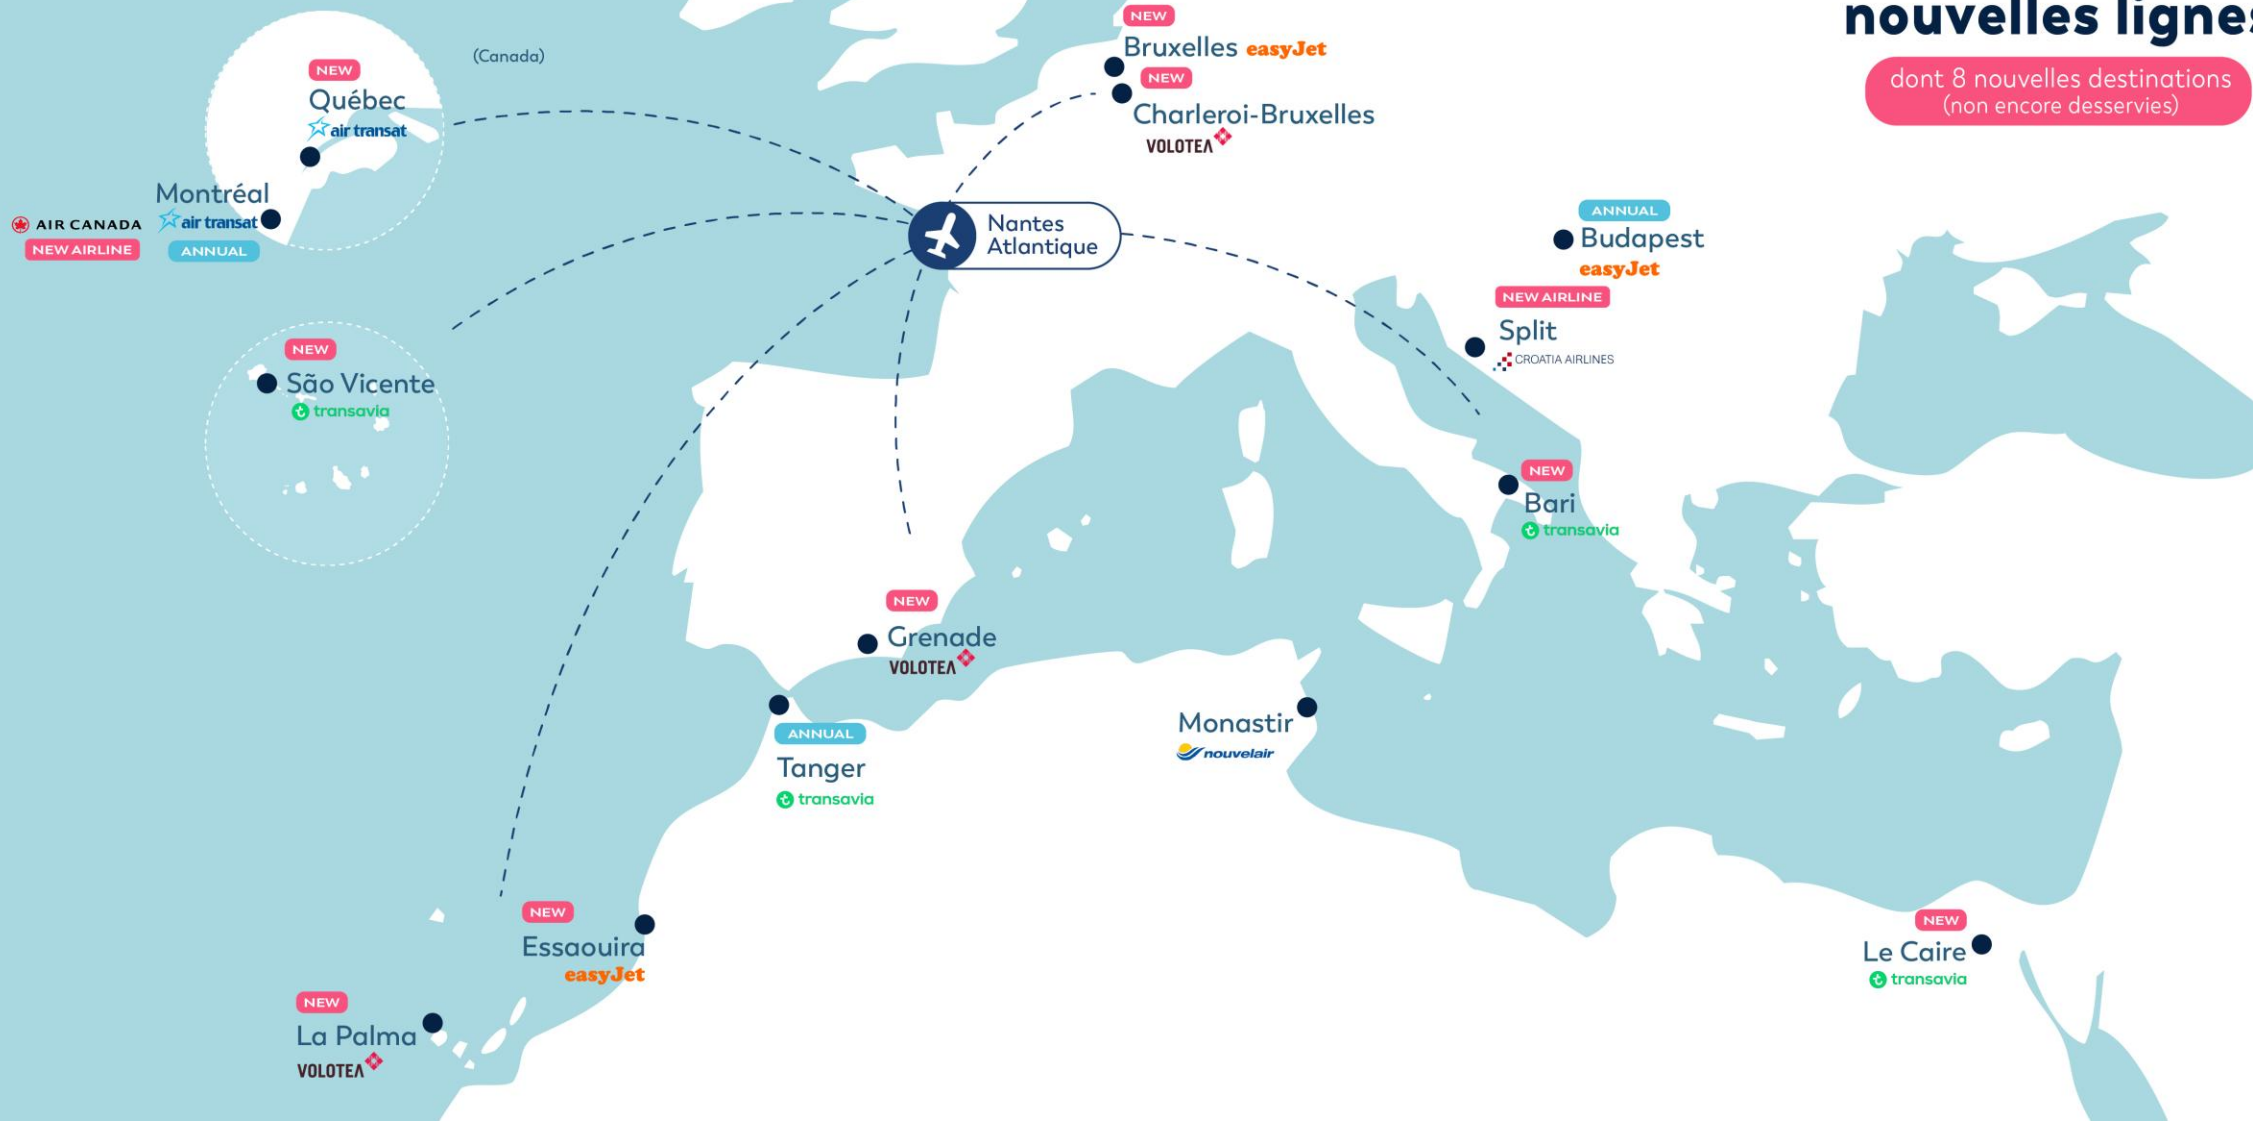 nouvelles lignes
dont 8 nouvelles destinations
(non encore desservies)
(Canada)
NEW
Québec
air transat
Montréal
AIR CANADA
air transat
NEW AIRLINE
ANNUAL
NEW
São Vicente
transavia
NEW
Bruxelles easyJet
NEW
Charleroi-Bruxelles
VOLOTEA
Nantes
Atlantique
ANNUAL
Budapest
easyJet
NEW AIRLINE
Split
CROATIA AIRLINES
NEW
Bari
transavia
NEW
Grenade
VOLOTEA
ANNUAL
Tanger
transavia
Monastir
nouvelair
NEW
Essaouira
easyJet
NEW
La Palma
VOLOTEA
NEW
Le Caire
transavia